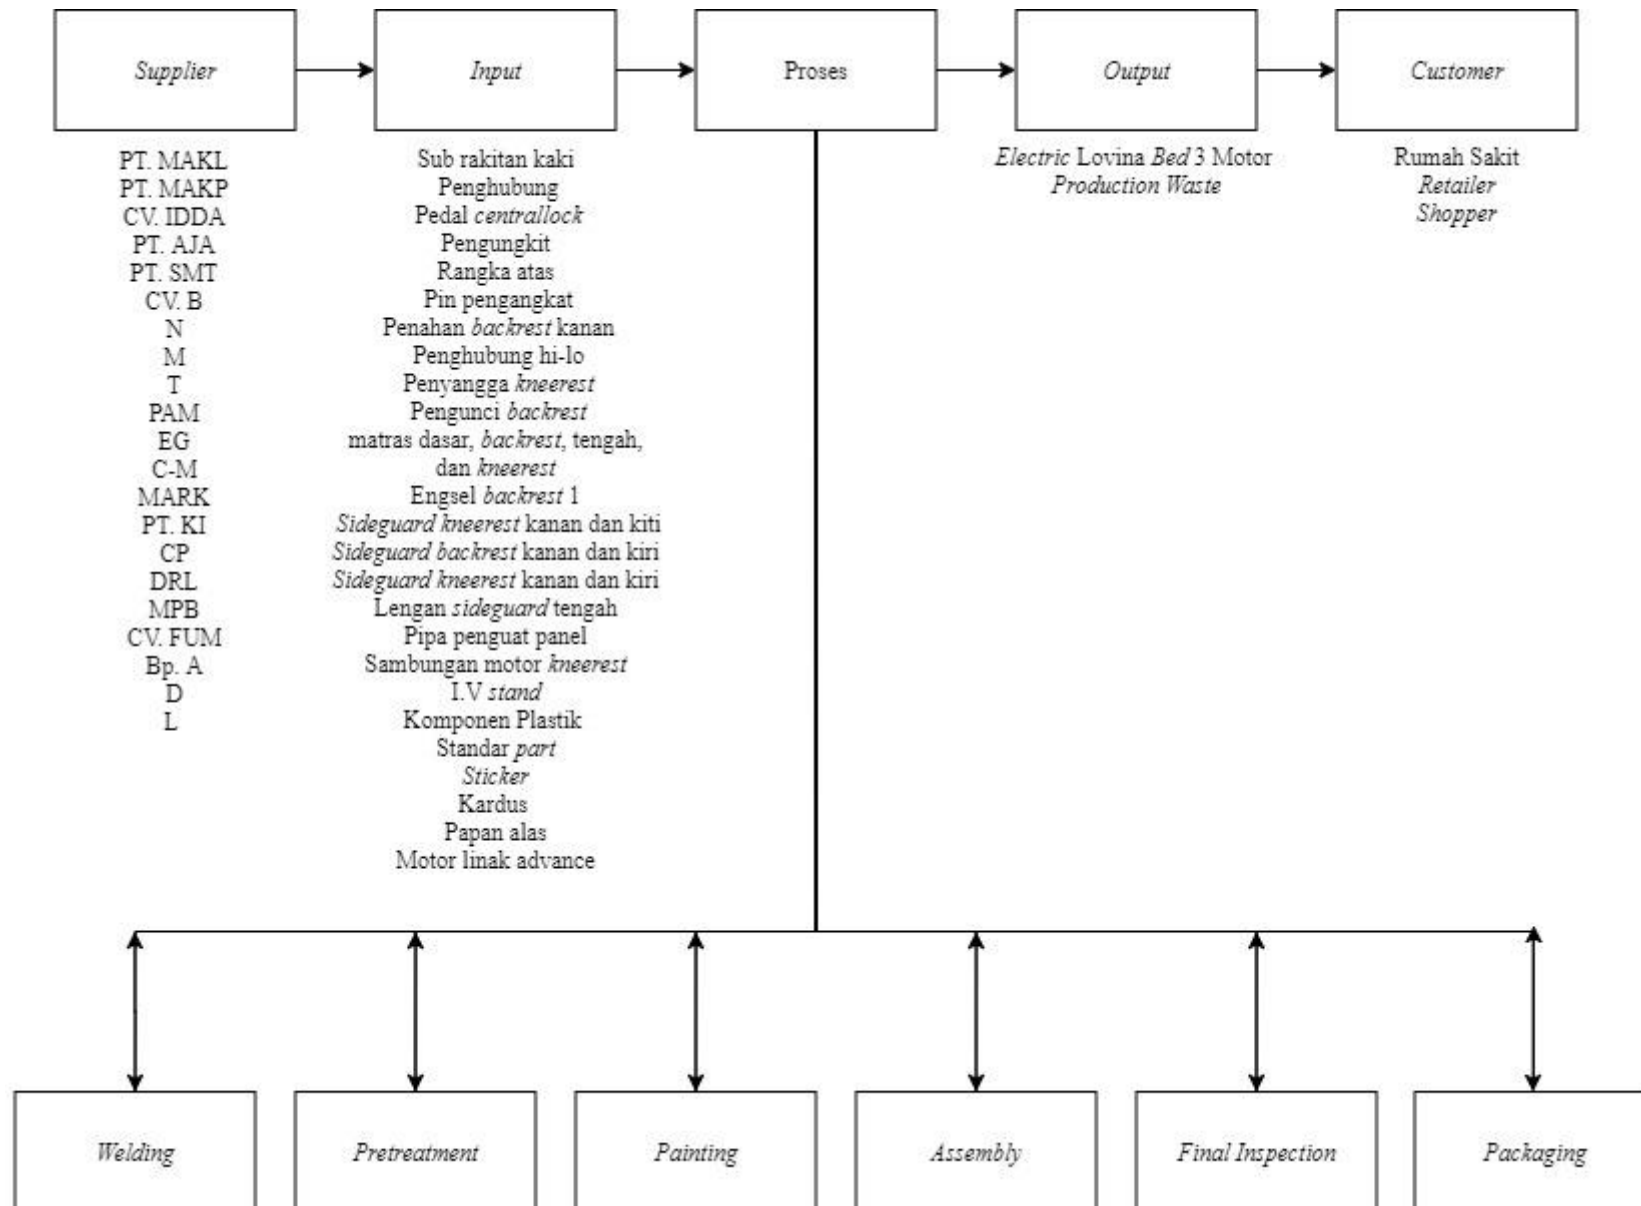 Supplier
Input
Proses
Output
Customer
PT. MAKL
PT. MAKP
CV. IDDA
PT. AJA
PT. SMT
CV. B
N
M
T
PAM
EG
C-M
MARK
PT. KI
CP
DRL
MPB
CV. FUM
Bp. A
D
L
Sub rakitan kaki
Penghubung
Pedal centrallock
Pengungkit
Rangka atas
Pin pengangkat
Penahan backrest kanan
Penghubung hi-lo
Penyangga kneerest
Pengunci backrest
matras dasar, backrest, tengah,
dan kneerest
Engsel backrest 1
Sideguard kneerest kanan dan kiti
Sideguard backrest kanan dan kiri
Sideguard kneerest kanan dan kiri
Lengan sideguard tengah
Pipa penguat panel
Sambungan motor kneerest
I.V stand
Komponen Plastik
Standar part
Sticker
Kardus
Papan alas
Motor linak advance
Electric Lovina Bed 3 Motor
Production Waste
Rumah Sakit
Retailer
Shopper
Welding
Pretreatment
Painting
Assembly
Final Inspection
Packaging